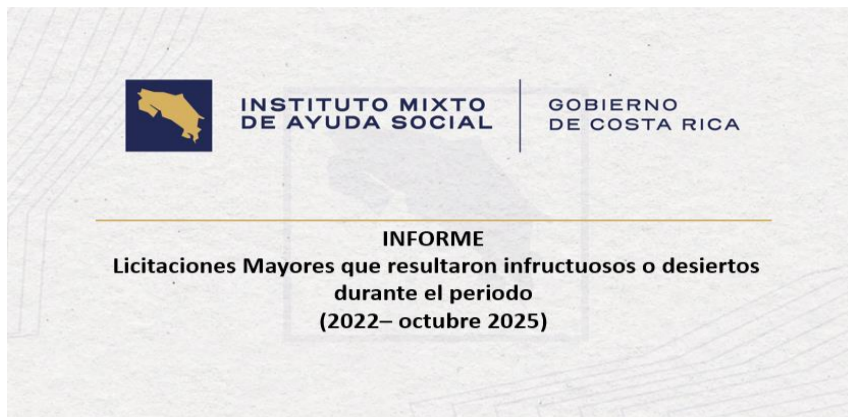 INSTITUTO MIXTO
DE AYUDA SOCIAL
GOBIERNO
DE COSTA RICA
INFORME
Licitaciones Mayores que resultaron infructuosos o desiertos
durante el periodo
(2022– octubre 2025)